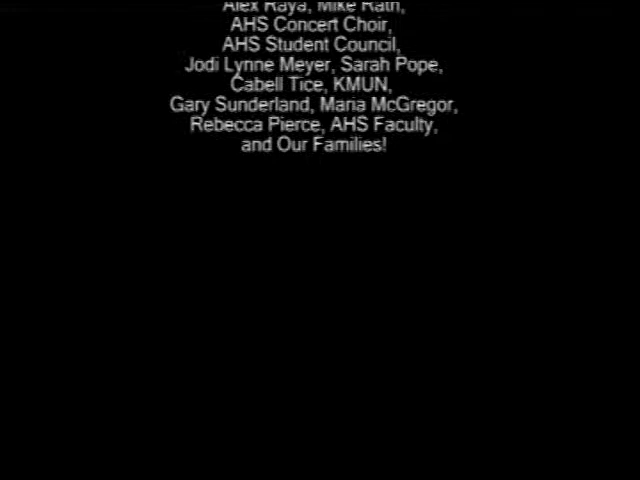 Alex Raya, Mike Rath,
AHS Concert Choir,
AHS Student Council,
Jodi Lynne Meyer, Sarah Pope,
Cabell Tice, KMUN,
Gary Sunderland, Maria McGregor,
Rebecca Pierce, AHS Faculty,
and Our Families!